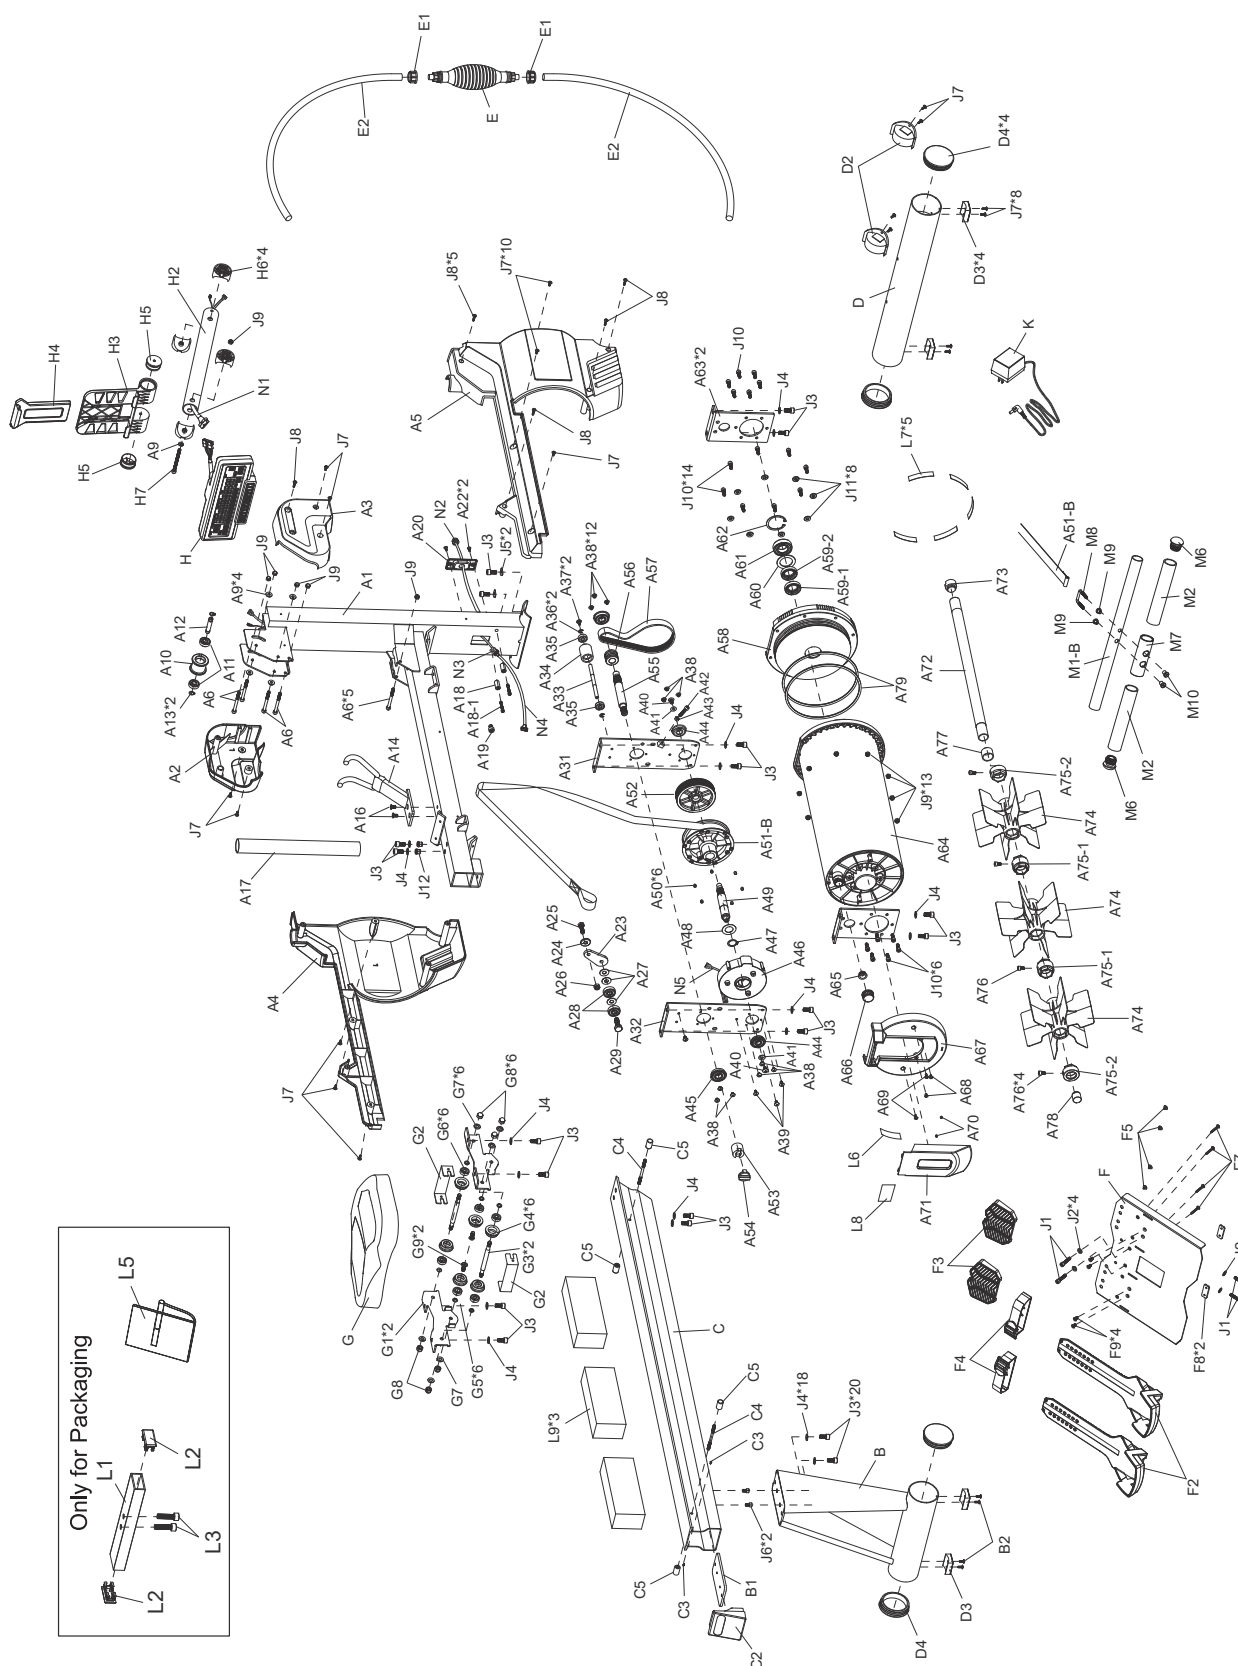 E1
E1
E2
E
E2
J7
D2
D4*4
J7*8
D3*4
D
K
H4
H3
H5
H2
H6*4
J9
N1
H5
A9
H7
J8
J7
H
A3
J8*5
J7*10
J8
A5
J8
J7
A63*2
J10
J4
J3
J10*14
J11*8
L7*5
A62
A61
A60
A59-2
A59-1
A58
A79
J9
A9*4
J9
A1
J9
A12
A10
A11
A13*2
A6
A6
A2
J7
A6*5
A14
A16
A17
J3
J4
J12
A20
N2
A22*2
J3
J5*2
N3
A18
A18-1
A19
N4
A38*12
A37*2
A36*2
A35
A34
A33
A35
A56
A57
A55
A38
A42
A40
A41
A43
A44
A31
J4
J3
A52
A51-B
A50*6
A49
A48
A47
A46
N5
A25
A24
A23
A26
A27
A28
A29
A32
J4
J3
A44
A41
A40
A38
A39
A45
A38
A53
A54
A4
J7
J9*13
A64
J4
J3
J10*6
A65
A66
A67
A69
A68
A70
L6
L8
A71
A73
A72
A77
A75-2
A74
A75-1
A74
A76
A75-1
A74
A76*4
A75-2
A78
A51-B
M8
M9
M9
M6
M2
M7
M1-B
M10
M2
M6
G7*6
G8*6
G6*6
G2
J4
J3
G4*6
G3*2
G9*2
G2
G
G1*2
G8
G7
G5*6
J3
J4
C4
C5
J4
J3
C5
C
L9*3
C5
C4
C3
J6*2
C5
C3
B1
C2
J4*18
J3*20
B
B2
D3
D4
F5
F
F7
J1
J2*4
F3
F4
F9*4
F8*2
J1
F2
Only for Packaging
L5
L1
L2
L3
L2